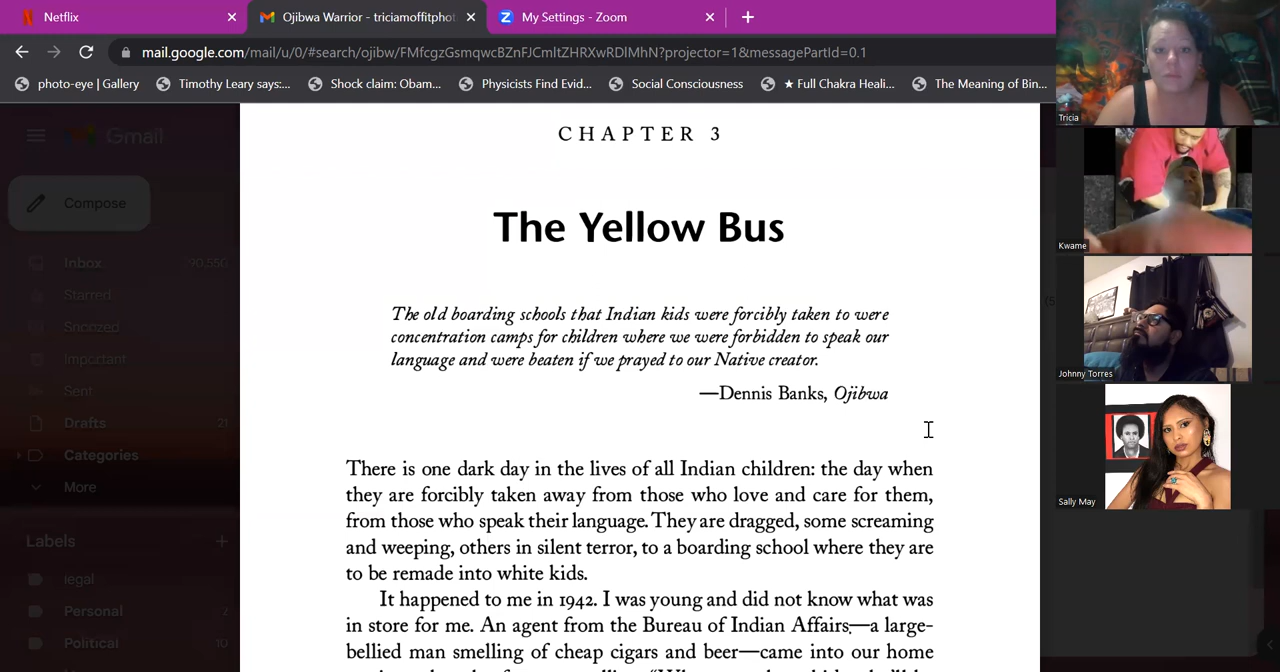 Netflix
Ojibwa Warrior - triciamoffitphot
My Settings - Zoom
mail.google.com/mail/u/0/#search/ojibw/FMfcgzGsmqwcBZnFJCmltZHRXwRDlMhN?projector=1&messagePartId=0.1
photo-eye | Gallery
Timothy Leary says:...
Shock claim: Obam...
Physicists Find Evid...
Social Consciousness
★ Full Chakra Heali...
The Meaning of Bin...
Gmail
Compose
Inbox 90,550
Starred
Snoozed
Important
Sent
Drafts 21
Categories
More
Labels
legal
Personal 2
Political 10
CHAPTER 3
The Yellow Bus
The old boarding schools that Indian kids were forcibly taken to were
concentration camps for children where we were forbidden to speak our
language and were beaten if we prayed to our Native creator.
—Dennis Banks, Ojibwa
There is one dark day in the lives of all Indian children: the day when
they are forcibly taken away from those who love and care for them,
from those who speak their language. They are dragged, some screaming
and weeping, others in silent terror, to a boarding school where they are
to be remade into white kids.
It happened to me in 1942. I was young and did not know what was
in store for me. An agent from the Bureau of Indian Affairs—a large-
bellied man smelling of cheap cigars and beer—came into our home
Tricia
Kwame
Johnny Torres
Sally May